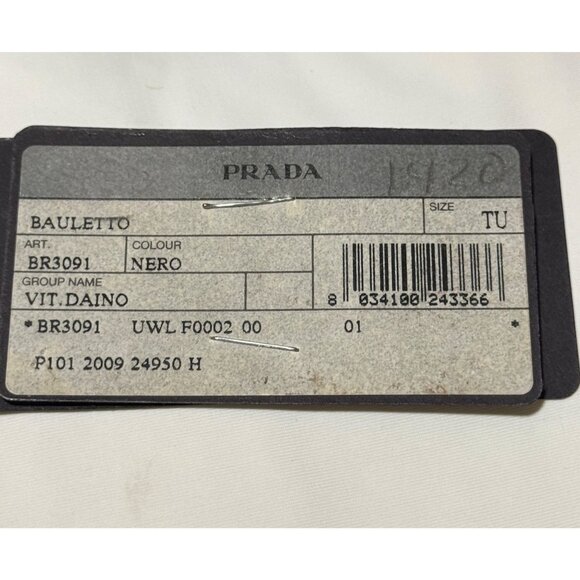 PRADA 1420
BAULETTO SIZE TU
ART. BR3091 COLOUR NERO
GROUP NAME
VIT.DAINO
8 034100 243366
* BR3091 UWL F0002 00 01 *
P101 2009 24950 H